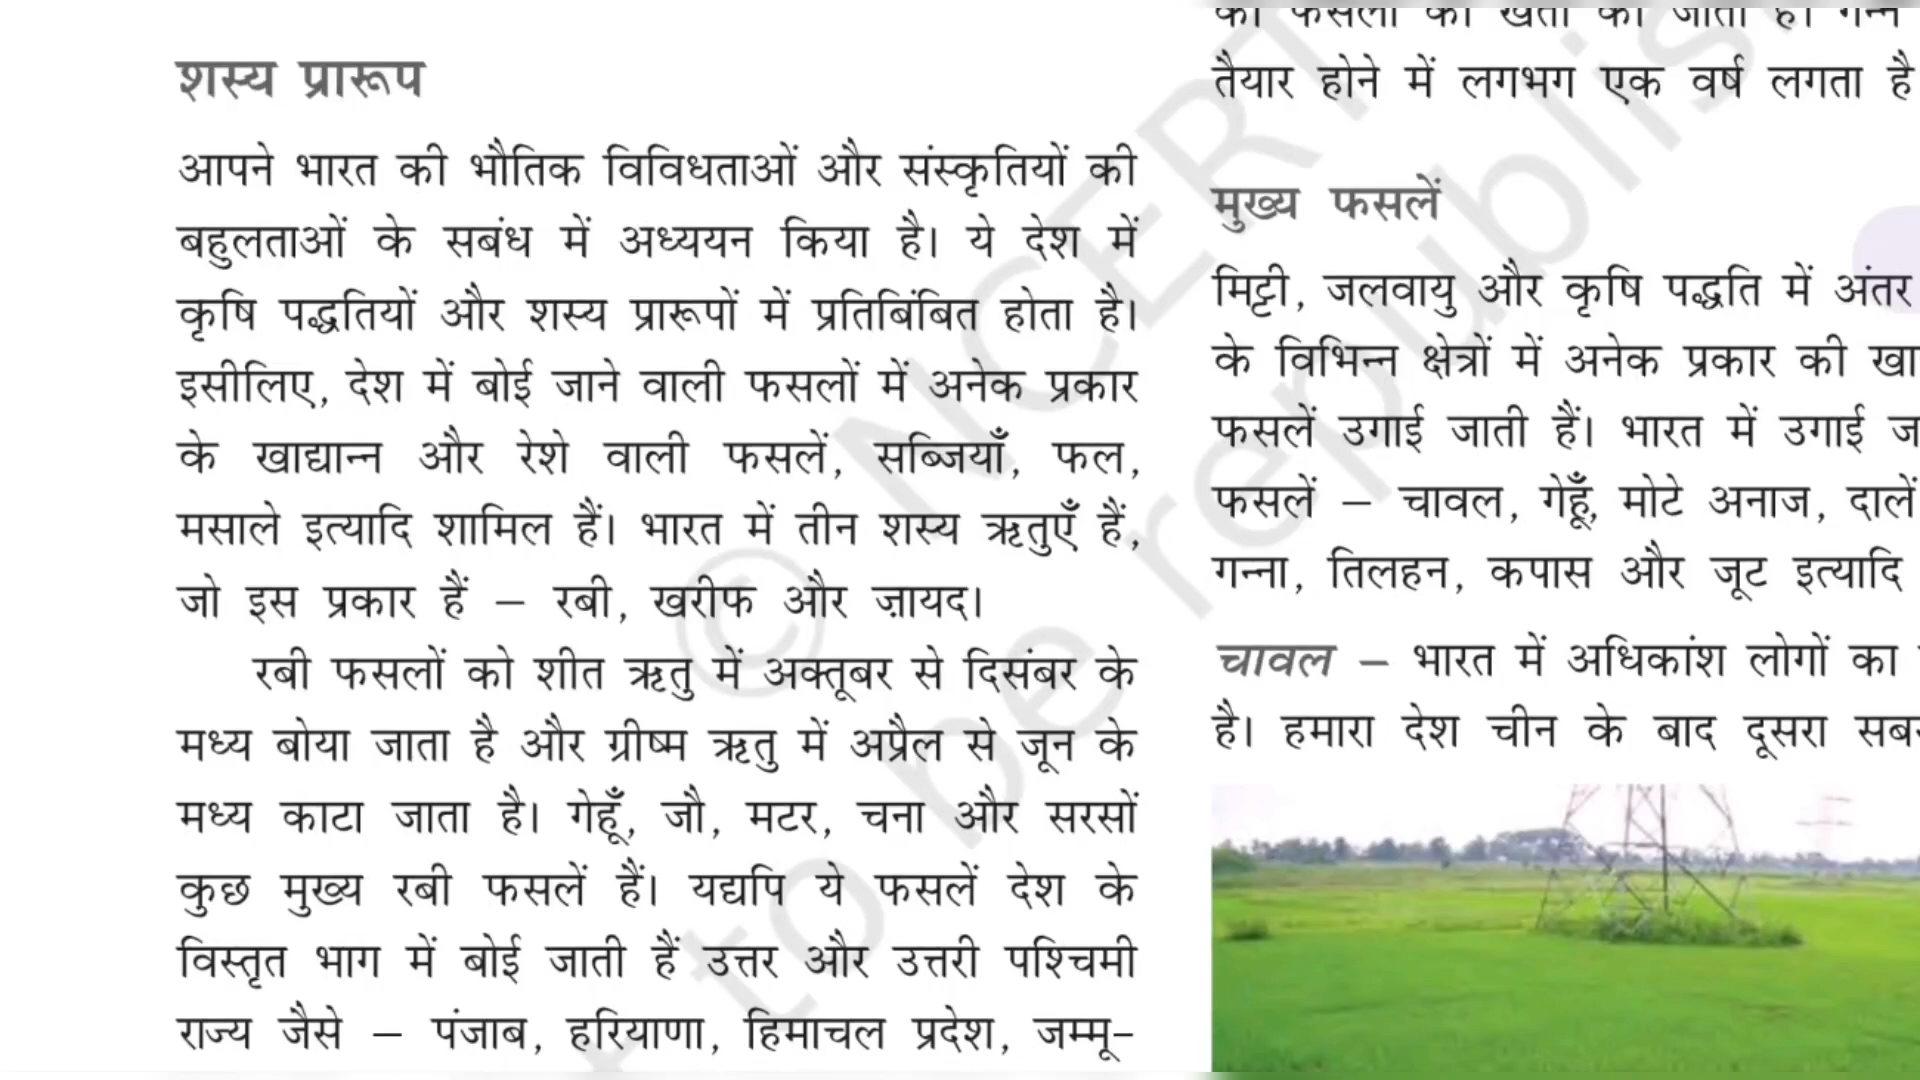 शस्य प्रारूप
आपने भारत की भौतिक विविधताओं और संस्कृतियों की
बहुलताओं के सबंध में अध्ययन किया है। ये देश में
कृषि पद्धतियों और शस्य प्रारूपों में प्रतिबिंबित होता है।
इसीलिए, देश में बोई जाने वाली फसलों में अनेक प्रकार
के खाद्यान्न और रेशे वाली फसलें, सब्जियाँ, फल,
मसाले इत्यादि शामिल हैं। भारत में तीन शस्य ऋतुएँ हैं,
जो इस प्रकार हैं – रबी, खरीफ और ज़ायद।
रबी फसलों को शीत ऋतु में अक्तूबर से दिसंबर के
मध्य बोया जाता है और ग्रीष्म ऋतु में अप्रैल से जून के
मध्य काटा जाता है। गेहूँ, जौ, मटर, चना और सरसों
कुछ मुख्य रबी फसलें हैं। यद्यपि ये फसलें देश के
विस्तृत भाग में बोई जाती हैं उत्तर और उत्तरी पश्चिमी
राज्य जैसे – पंजाब, हरियाणा, हिमाचल प्रदेश, जम्मू-
तैयार होने में लगभग एक वर्ष लगता है
मुख्य फसलें
मिट्टी, जलवायु और कृषि पद्धति में अंतर
के विभिन्न क्षेत्रों में अनेक प्रकार की
फसलें उगाई जाती हैं। भारत में उगाई
फसलें – चावल, गेहूँ, मोटे अनाज, दालें
गन्ना, तिलहन, कपास और जूट इत्यादि
चावल – भारत में अधिकांश लोगों का
है। हमारा देश चीन के बाद दूसरा
© NCERT
to be republis